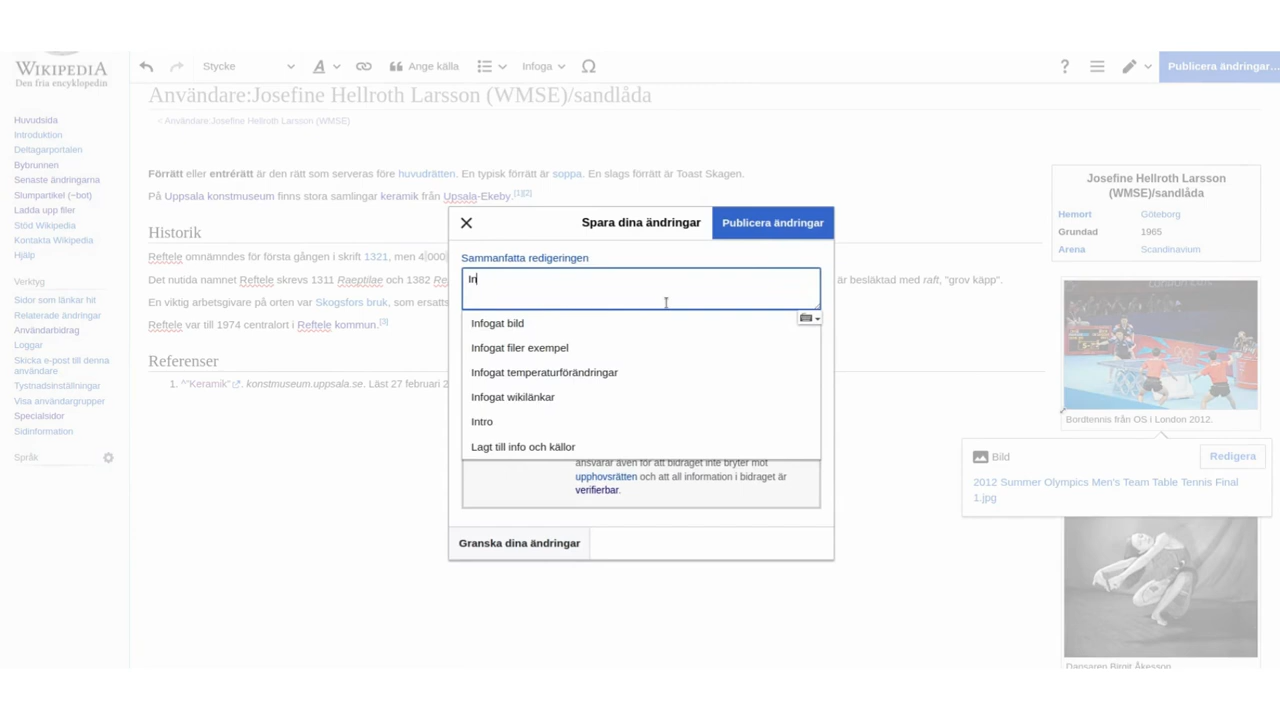 WIKIPEDIA
Den fria encyklopedin
Huvudsida
Introduktion
Deltagarportalen
Bybrunnen
Senaste ändringarna
Slumpartikel (~bot)
Ladda upp filer
Stöd Wikipedia
Kontakta Wikipedia
Hjälp
Verktyg
Sidor som länkar hit
Relaterade ändringar
Användarbidrag
Loggar
Skicka e-post till denna
användare
Tystnadsinställningar
Visa användargrupper
Specialsidor
Sidinformation
Språk
Stycke
A
Ange källa
Infoga
Ω
?
Publicera ändringar...
Användare:Josefine Hellroth Larsson (WMSE)/sandlåda
< Användare:Josefine Hellroth Larsson (WMSE)
Förrätt eller entrérätt är den rätt som serveras före huvudrätten. En typisk förrätt är soppa. En slags förrätt är Toast Skagen.
På Uppsala konstmuseum finns stora samlingar keramik från Upsala-Ekeby.[1][2]
Historik
Reftele omnämndes för första gången i skrift 1321, men 4 000
Det nutida namnet Reftele skrevs 1311 Raeptilae och 1382 Re
är besläktad med raft, "grov käpp".
En viktig arbetsgivare på orten var Skogsfors bruk, som ersatts
Reftele var till 1974 centralort i Reftele kommun.[3]
Referenser
1. ^"Keramik". konstmuseum.uppsala.se. Läst 27 februari 2
Spara dina ändringar
Publicera ändringar
Sammanfatta redigeringen
In
Infogat bild
Infogat filer exempel
Infogat temperaturförändringar
Infogat wikilänkar
Intro
Lagt till info och källor
ansvarar även för att bidraget inte bryter mot
upphovsrätten och att all information i bidraget är
verifierbar.
Granska dina ändringar
Josefine Hellroth Larsson
(WMSE)/sandlåda
Hemort Göteborg
Grundad 1965
Arena Scandinavium
Bordtennis från OS i London 2012.
Bild
Redigera
2012 Summer Olympics Men's Team Table Tennis Final
1.jpg
Dansaren Birgit Åkesson